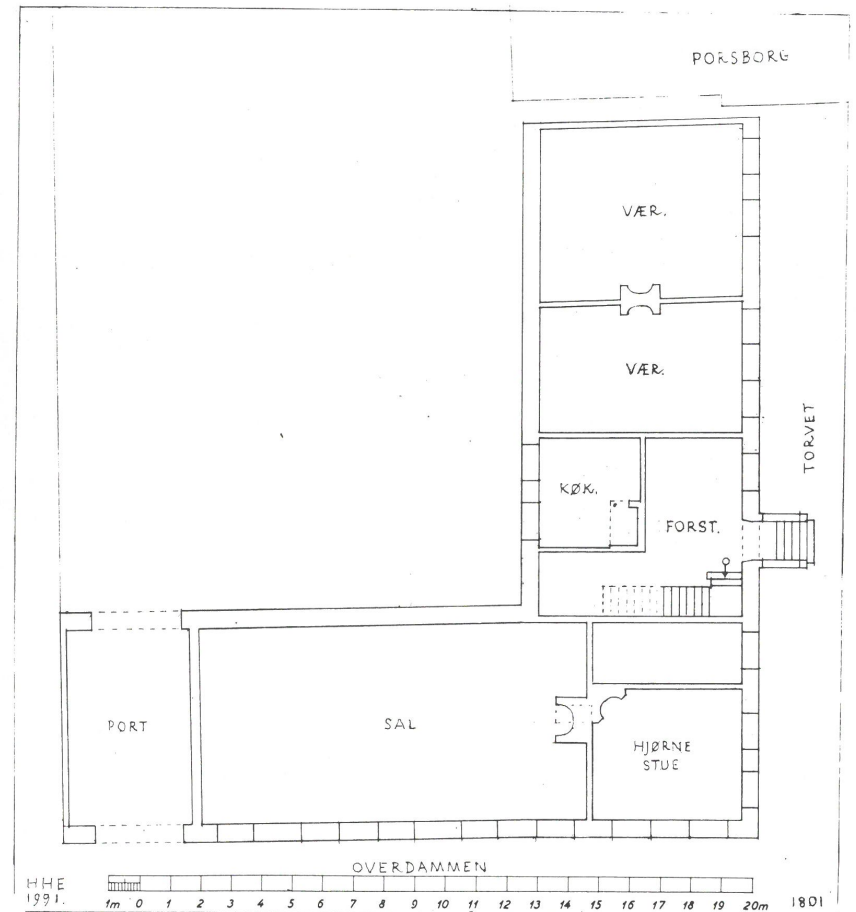 PORSBORG
VÆR.
VÆR.
TORVET
KØK.
FORST.
PORT
SAL
HJØRNE
STUE
OVERDAMMEN
HHE
1991.
1m 0 1 2 3 4 5 6 7 8 9 10 11 12 13 14 15 16 17 18 19 20m
1801